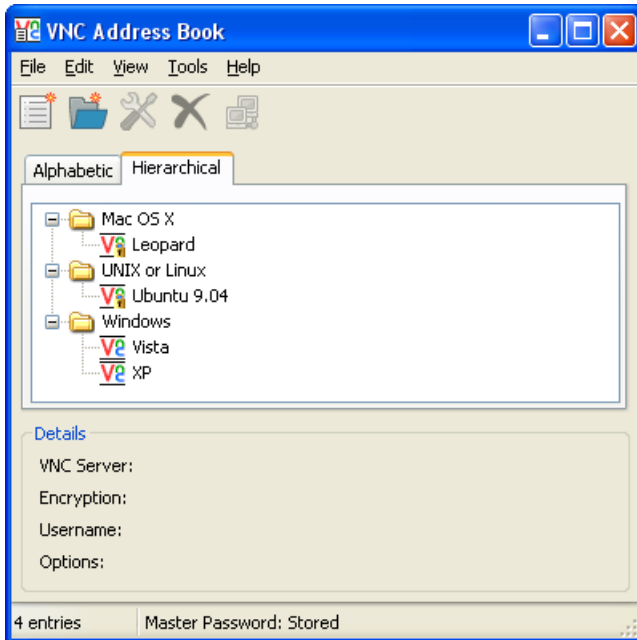 VNC Address Book
File Edit View Tools Help
Alphabetic Hierarchical
Mac OS X
Leopard
UNIX or Linux
Ubuntu 9.04
Windows
Vista
XP
Details
VNC Server:
Encryption:
Username:
Options:
4 entries Master Password: Stored